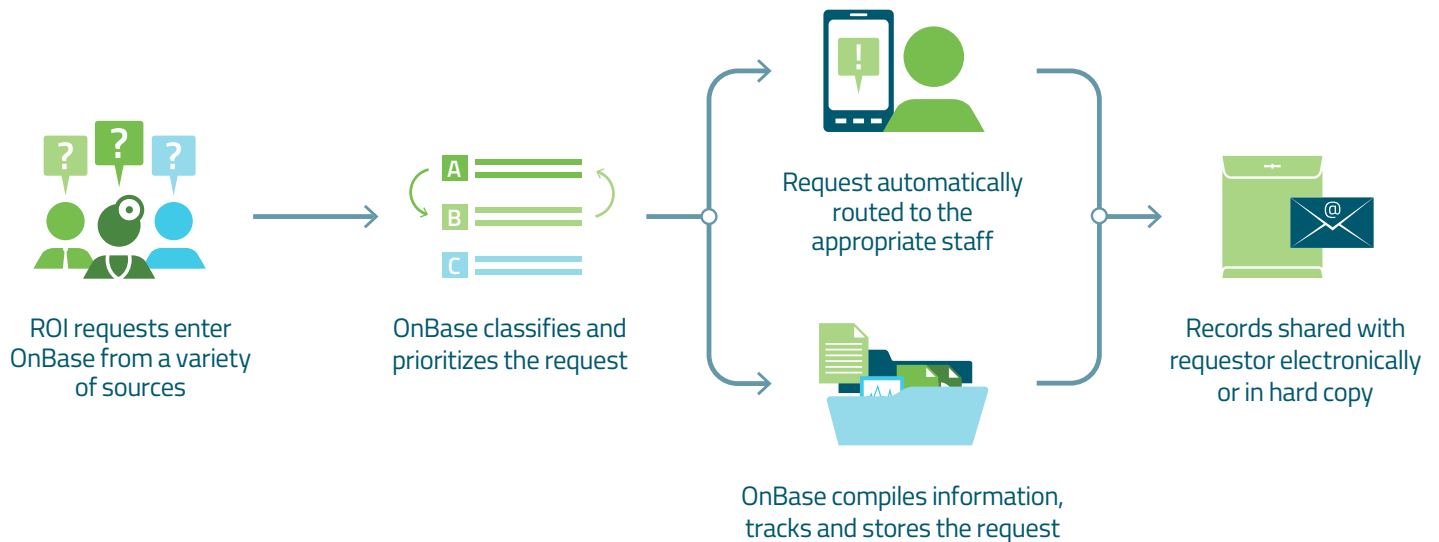 ? ? ?
ROI requests enter
OnBase from a variety
of sources
A
B
C
OnBase classifies and
prioritizes the request
!
Request automatically
routed to the
appropriate staff
OnBase compiles information,
tracks and stores the request
@
Records shared with
requestor electronically
or in hard copy